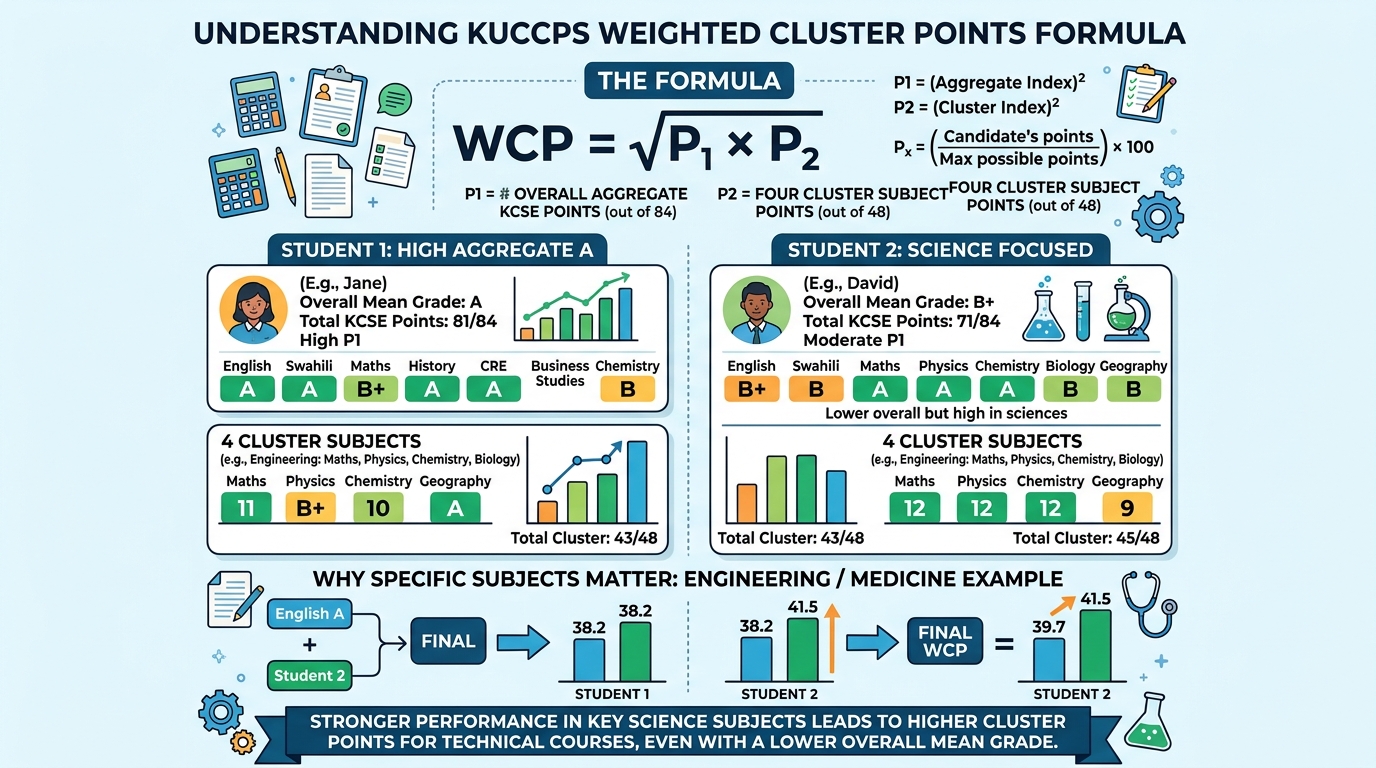 UNDERSTANDING KUCCPS WEIGHTED CLUSTER POINTS FORMULA
THE FORMULA
WCP = √P₁ × P₂
P1 = # OVERALL AGGREGATE
KCSE POINTS (out of 84)
P2 = FOUR CLUSTER SUBJECT
POINTS (out of 48)
P1 = (Aggregate Index)²
P2 = (Cluster Index)²
Pₓ = (Candidate's points / Max possible points) × 100
FOUR CLUSTER SUBJECT
POINTS (out of 48)
STUDENT 1: HIGH AGGREGATE A
(E.g., Jane)
Overall Mean Grade: A
Total KCSE Points: 81/84
High P1
English Swahili Maths History CRE Business Studies Chemistry
A A B+ A A B
4 CLUSTER SUBJECTS
(e.g., Engineering: Maths, Physics, Chemistry, Biology)
Maths Physics Chemistry Geography
11 B+ 10 A
Total Cluster: 43/48
STUDENT 2: SCIENCE FOCUSED
(E.g., David)
Overall Mean Grade: B+
Total KCSE Points: 71/84
Moderate P1
English Swahili Maths Physics Chemistry Biology Geography
B+ B A A A B B
Lower overall but high in sciences
Total Cluster: 43/48
4 CLUSTER SUBJECTS
(e.g., Engineering: Maths, Physics, Chemistry, Biology)
Maths Physics Chemistry Geography
12 12 12 9
Total Cluster: 45/48
WHY SPECIFIC SUBJECTS MATTER: ENGINEERING / MEDICINE EXAMPLE
English A
+
Student 2
FINAL
38.2 38.2
STUDENT 1
38.2 41.5
STUDENT 2
FINAL
WCP
=
39.7 41.5
STUDENT 2
STRONGER PERFORMANCE IN KEY SCIENCE SUBJECTS LEADS TO HIGHER CLUSTER
POINTS FOR TECHNICAL COURSES, EVEN WITH A LOWER OVERALL MEAN GRADE.